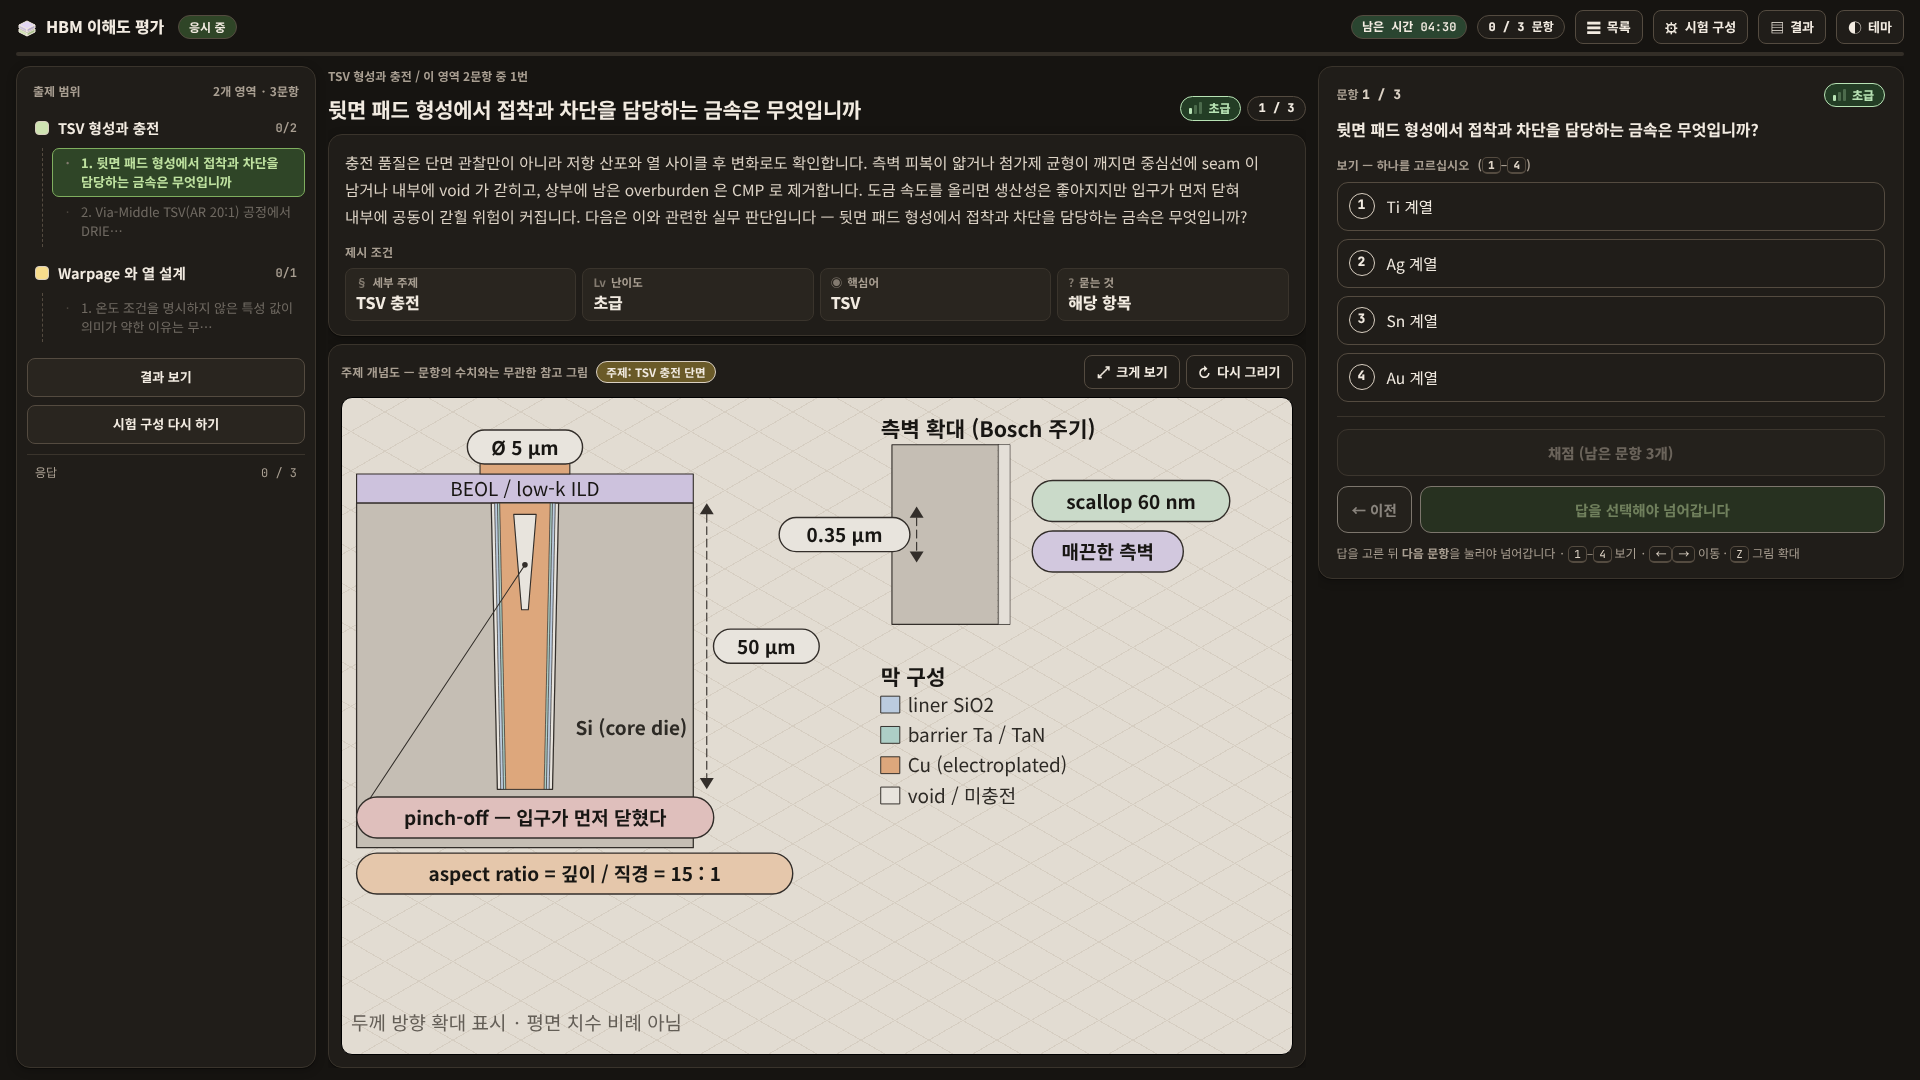 HBM 이해도 평가
응시 중
남은 시간 04:30
0 / 3 문항
목록
시험 구성
결과
테마
출제 범위
2개 영역 · 3문항
TSV 형성과 충전
0/2
1. 뒷면 패드 형성에서 접착과 차단을
담당하는 금속은 무엇입니까
2. Via-Middle TSV(AR 20:1) 공정에서
DRIE…
Warpage 와 열 설계
0/1
1. 온도 조건을 명시하지 않은 특성 값이
의미가 약한 이유는 무…
결과 보기
시험 구성 다시 하기
응답
0 / 3
TSV 형성과 충전 / 이 영역 2문항 중 1번
뒷면 패드 형성에서 접착과 차단을 담당하는 금속은 무엇입니까
초급
1 / 3
충전 품질은 단면 관찰만이 아니라 저항 산포와 열 사이클 후 변화로도 확인합니다. 측벽 피복이 얇거나 첨가제 균형이 깨지면 중심선에 seam 이
남거나 내부에 void 가 갇히고, 상부에 남은 overburden 은 CMP 로 제거합니다. 도금 속도를 올리면 생산성은 좋아지지만 입구가 먼저 닫혀
내부에 공동이 갇힐 위험이 커집니다. 다음은 이와 관련한 실무 판단입니다 — 뒷면 패드 형성에서 접착과 차단을 담당하는 금속은 무엇입니까?
제시 조건
§ 세부 주제
TSV 충전
Lv 난이도
초급
◉ 핵심어
TSV
? 묻는 것
해당 항목
주제 개념도 — 문항의 수치와는 무관한 참고 그림
주제: TSV 충전 단면
크게 보기
다시 그리기
Ø 5 µm
BEOL / low-k ILD
50 µm
Si (core die)
pinch-off — 입구가 먼저 닫혔다
aspect ratio = 깊이 / 직경 = 15 : 1
측벽 확대 (Bosch 주기)
0.35 µm
scallop 60 nm
매끈한 측벽
막 구성
liner SiO2
barrier Ta / TaN
Cu (electroplated)
void / 미충전
두께 방향 확대 표시 · 평면 치수 비례 아님
문항 1 / 3
초급
뒷면 패드 형성에서 접착과 차단을 담당하는 금속은 무엇입니까?
보기 — 하나를 고르십시오 (1–4)
1 Ti 계열
2 Ag 계열
3 Sn 계열
4 Au 계열
채점 (남은 문항 3개)
← 이전
답을 선택해야 넘어갑니다
답을 고른 뒤 다음 문항을 눌러야 넘어갑니다 · 1–4 보기 · ← → 이동 · Z 그림 확대